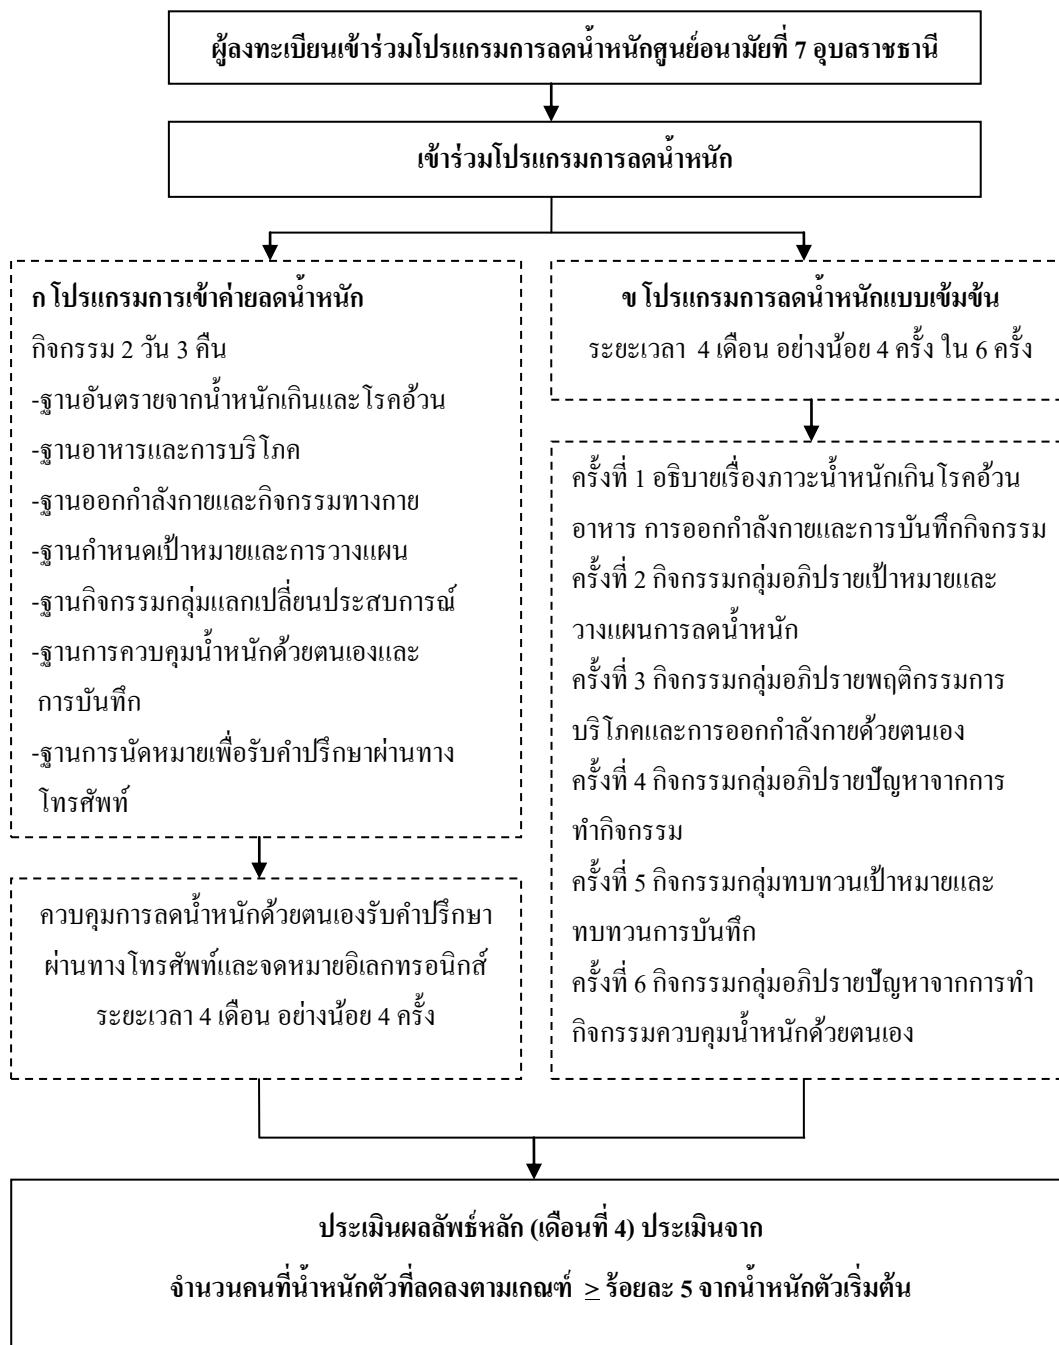 ผู้ลงทะเบียนเข้าร่วมโปรแกรมการลดน้ำหนักศูนย์อนามัยที่ 7 อุบลราชธานี
เข้าร่วมโปรแกรมการลดน้ำหนัก
ก โปรแกรมการเข้าค่ายลดน้ำหนัก
กิจกรรม 2 วัน 3 คืน
-ฐานอันตรายจากน้ำหนักเกินและโรคอ้วน
-ฐานอาหารและการบริโภค
-ฐานออกกำลังกายและกิจกรรมทางกาย
-ฐานกำหนดเป้าหมายและการวางแผน
-ฐานกิจกรรมกลุ่มแลกเปลี่ยนประสบการณ์
-ฐานการควบคุมน้ำหนักด้วยตนเองและ
การบันทึก
-ฐานการนัดหมายเพื่อรับคำปรึกษาผ่านทาง
โทรศัพท์
ควบคุมการลดน้ำหนักด้วยตนเองรับคำปรึกษา
ผ่านทางโทรศัพท์และจดหมายอิเลกทรอนิกส์
ระยะเวลา 4 เดือน อย่างน้อย 4 ครั้ง
ข โปรแกรมการลดน้ำหนักแบบเข้มข้น
ระยะเวลา 4 เดือน อย่างน้อย 4 ครั้ง ใน 6 ครั้ง
ครั้งที่ 1 อธิบายเรื่องภาวะน้ำหนักเกินโรคอ้วน
อาหาร การออกกำลังกายและการบันทึกกิจกรรม
ครั้งที่ 2 กิจกรรมกลุ่มอภิปรายเป้าหมายและ
วางแผนการลดน้ำหนัก
ครั้งที่ 3 กิจกรรมกลุ่มอภิปรายพฤติกรรมการ
บริโภคและการออกกำลังกายด้วยตนเอง
ครั้งที่ 4 กิจกรรมกลุ่มอภิปรายปัญหาจากการ
ทำกิจกรรม
ครั้งที่ 5 กิจกรรมกลุ่มทบทวนเป้าหมายและ
ทบทวนการบันทึก
ครั้งที่ 6 กิจกรรมกลุ่มอภิปรายปัญหาจากการทำ
กิจกรรมควบคุมน้ำหนักด้วยตนเอง
ประเมินผลลัพธ์หลัก (เดือนที่ 4) ประเมินจาก
จำนวนคนที่น้ำหนักตัวที่ลดลงตามเกณฑ์ ≥ ร้อยละ 5 จากน้ำหนักตัวเริ่มต้น